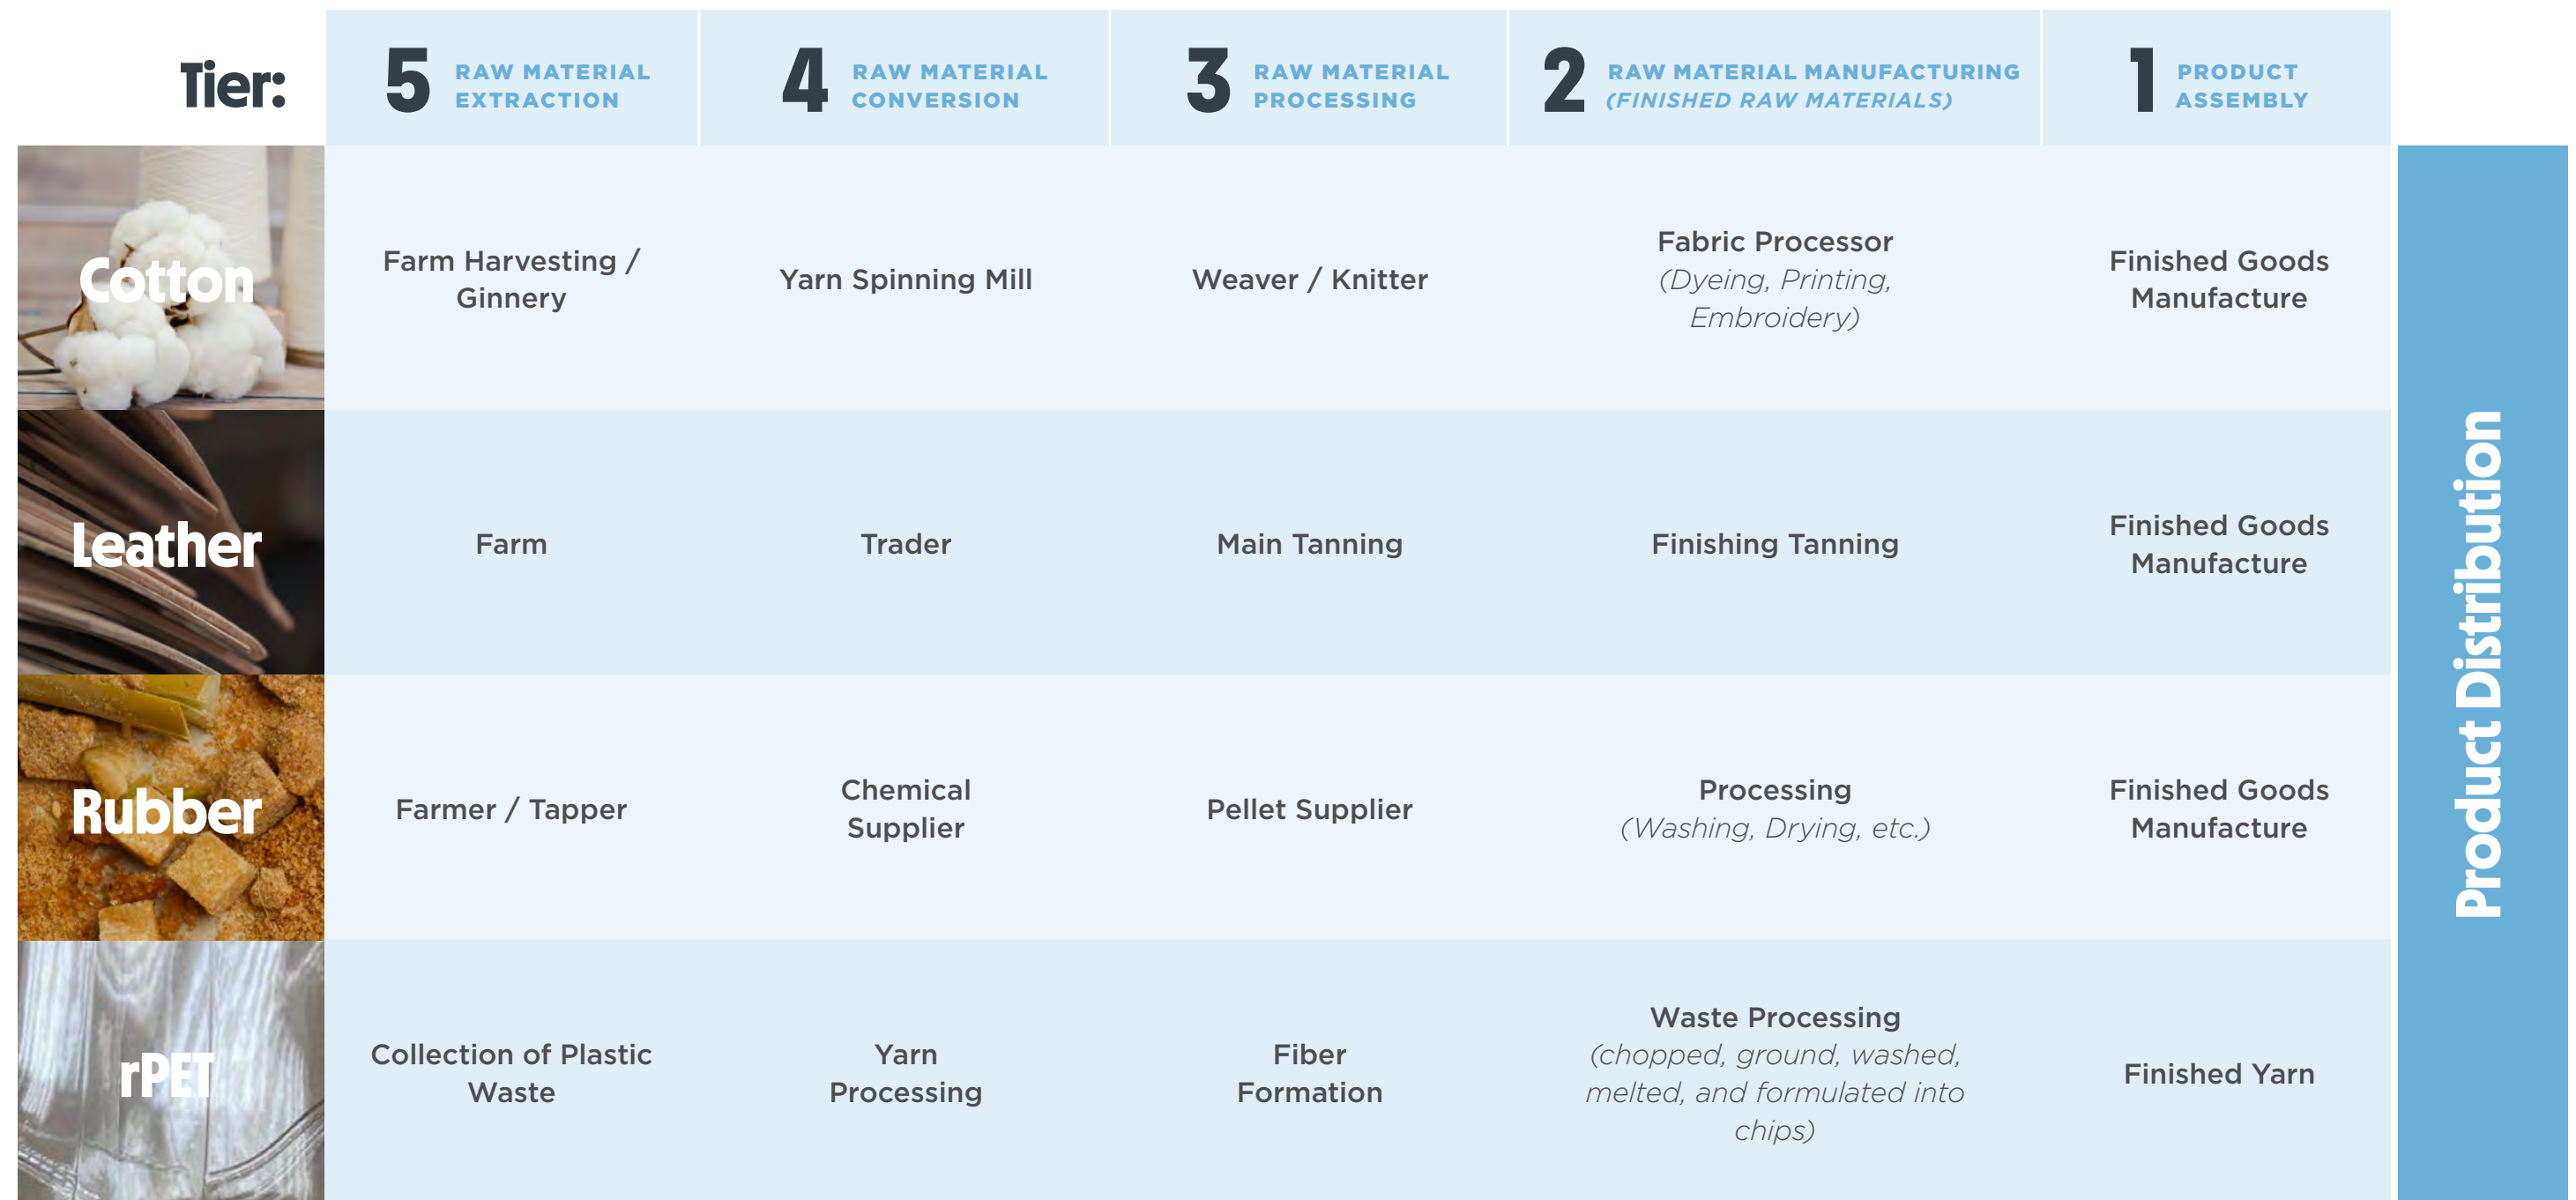 Tier:
5 RAW MATERIAL
EXTRACTION
4 RAW MATERIAL
CONVERSION
3 RAW MATERIAL
PROCESSING
2 RAW MATERIAL MANUFACTURING
(FINISHED RAW MATERIALS)
1 PRODUCT
ASSEMBLY
Cotton
Farm Harvesting /
Ginnery
Yarn Spinning Mill
Weaver / Knitter
Fabric Processor
(Dyeing, Printing,
Embroidery)
Finished Goods
Manufacture
Leather
Farm
Trader
Main Tanning
Finishing Tanning
Finished Goods
Manufacture
Rubber
Farmer / Tapper
Chemical
Supplier
Pellet Supplier
Processing
(Washing, Drying, etc.)
Finished Goods
Manufacture
rPET
Collection of Plastic
Waste
Yarn
Processing
Fiber
Formation
Waste Processing
(chopped, ground, washed,
melted, and formulated into
chips)
Finished Yarn
Product Distribution